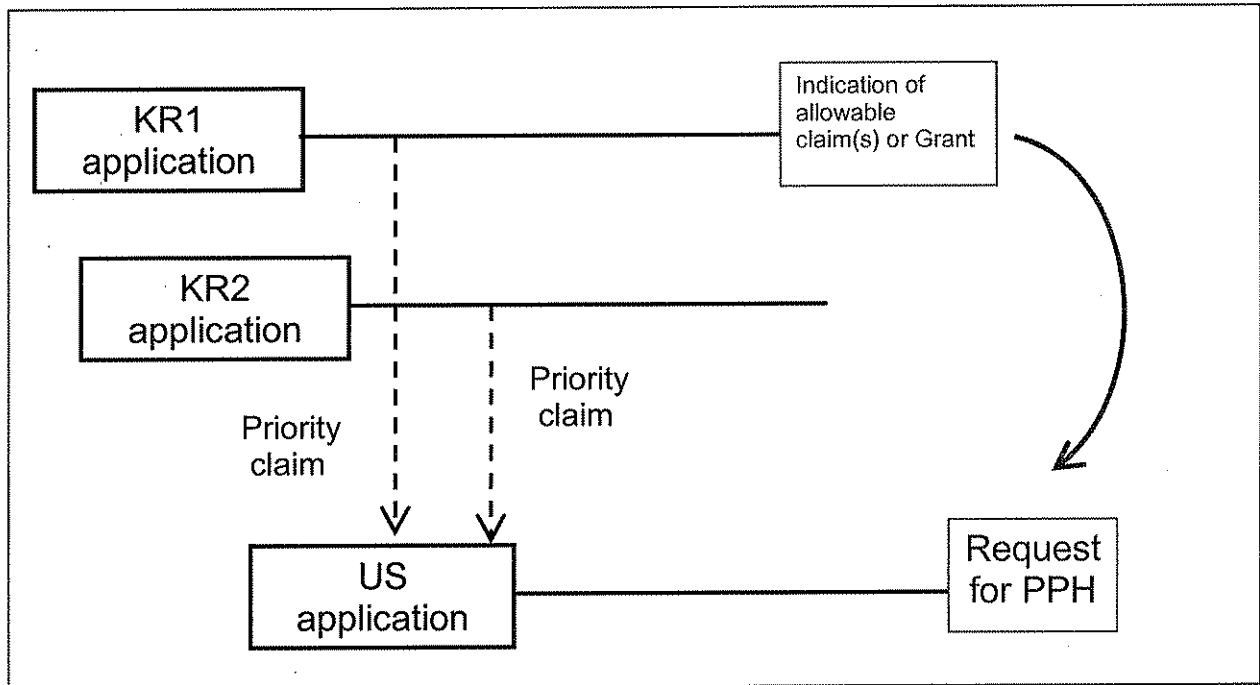 KR1
application
Indication of
allowable
claim(s) or Grant
KR2
application
Priority
claim
Priority
claim
US
application
Request
for PPH